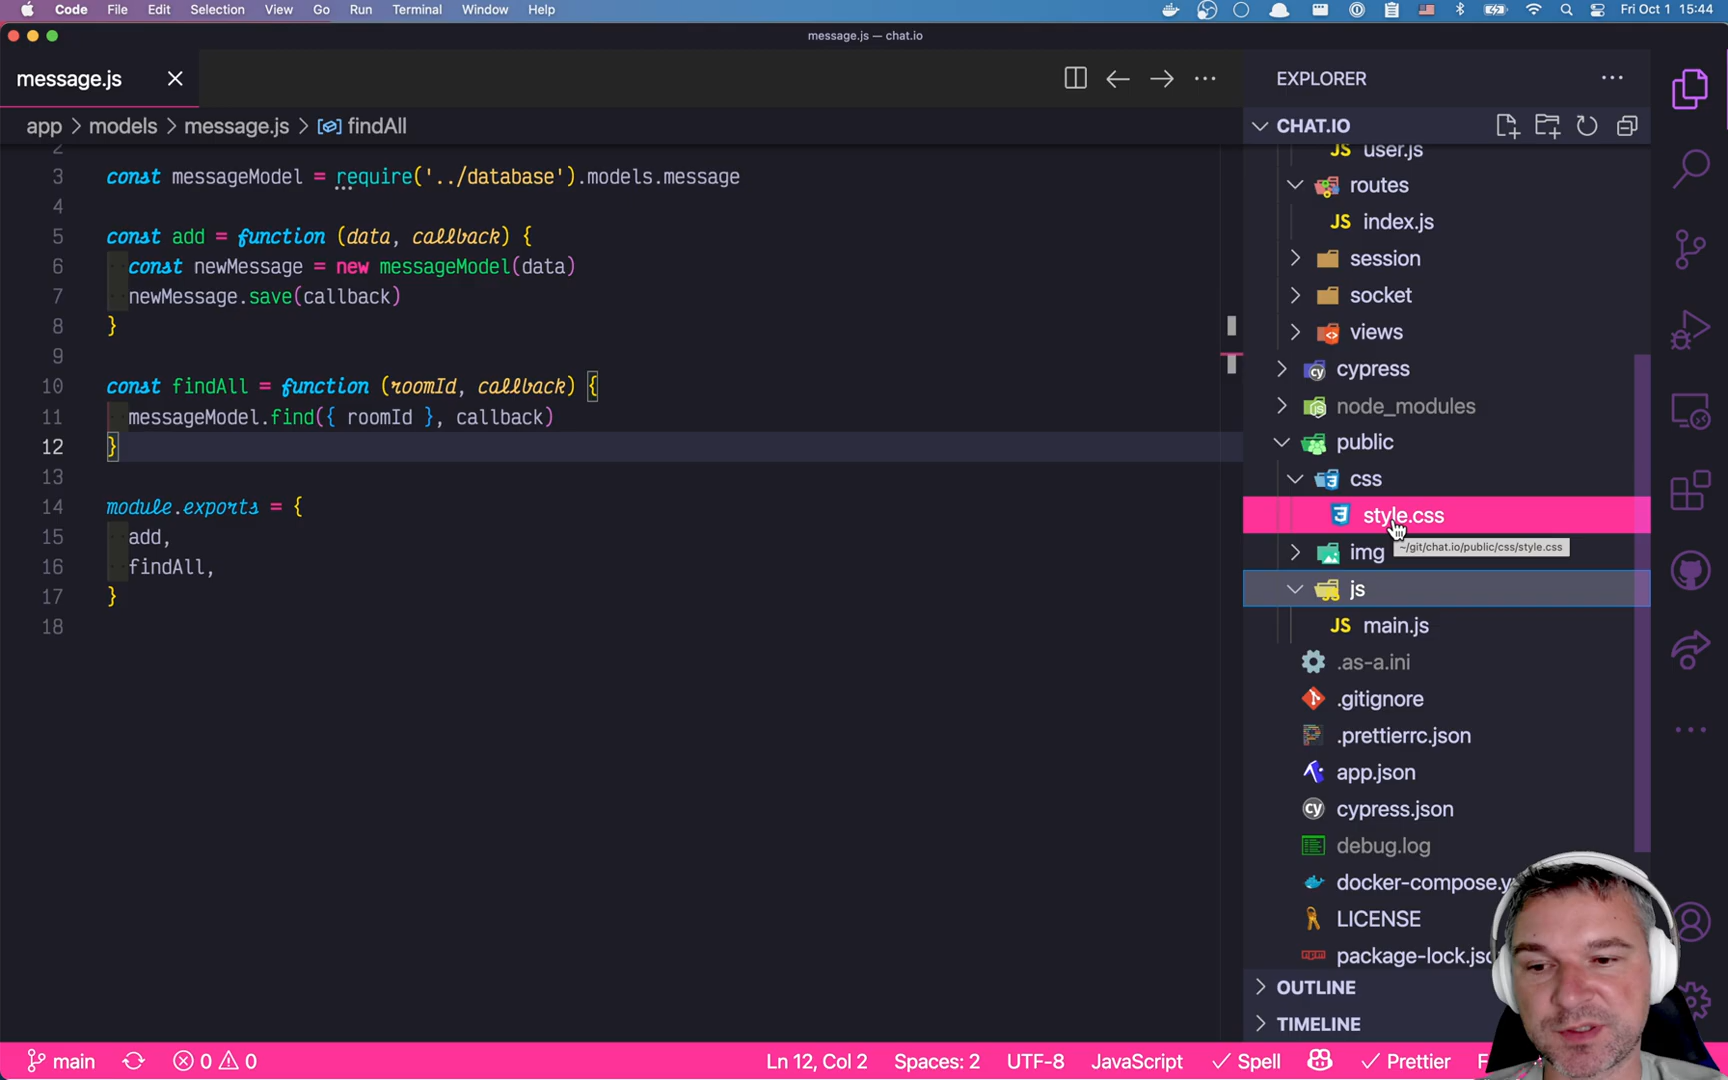 Code File Edit Selection View Go Run Terminal Window Help Fri Oct 1 15:44
message.js — chat.io
message.js
app > models > message.js > findAll
2
3 const messageModel = require('../database').models.message
4
5 const add = function (data, callback) {
6 const newMessage = new messageModel(data)
7 newMessage.save(callback)
8 }
9
10 const findAll = function (roomId, callback) {
11 messageModel.find({ roomId }, callback)
12 }
13
14 module.exports = {
15 add,
16 findAll,
17 }
18
EXPLORER
CHAT.IO
JS user.js
routes
JS index.js
session
socket
views
cy cypress
node_modules
public
css
style.css
~/git/chat.io/public/css/style.css
img
js
JS main.js
.as-a.ini
.gitignore
.prettierrc.json
app.json
cy cypress.json
debug.log
docker-compose.y
LICENSE
npm package-lock.jso
OUTLINE
TIMELINE
main 0 0 Ln 12, Col 2 Spaces: 2 UTF-8 JavaScript Spell Prettier F